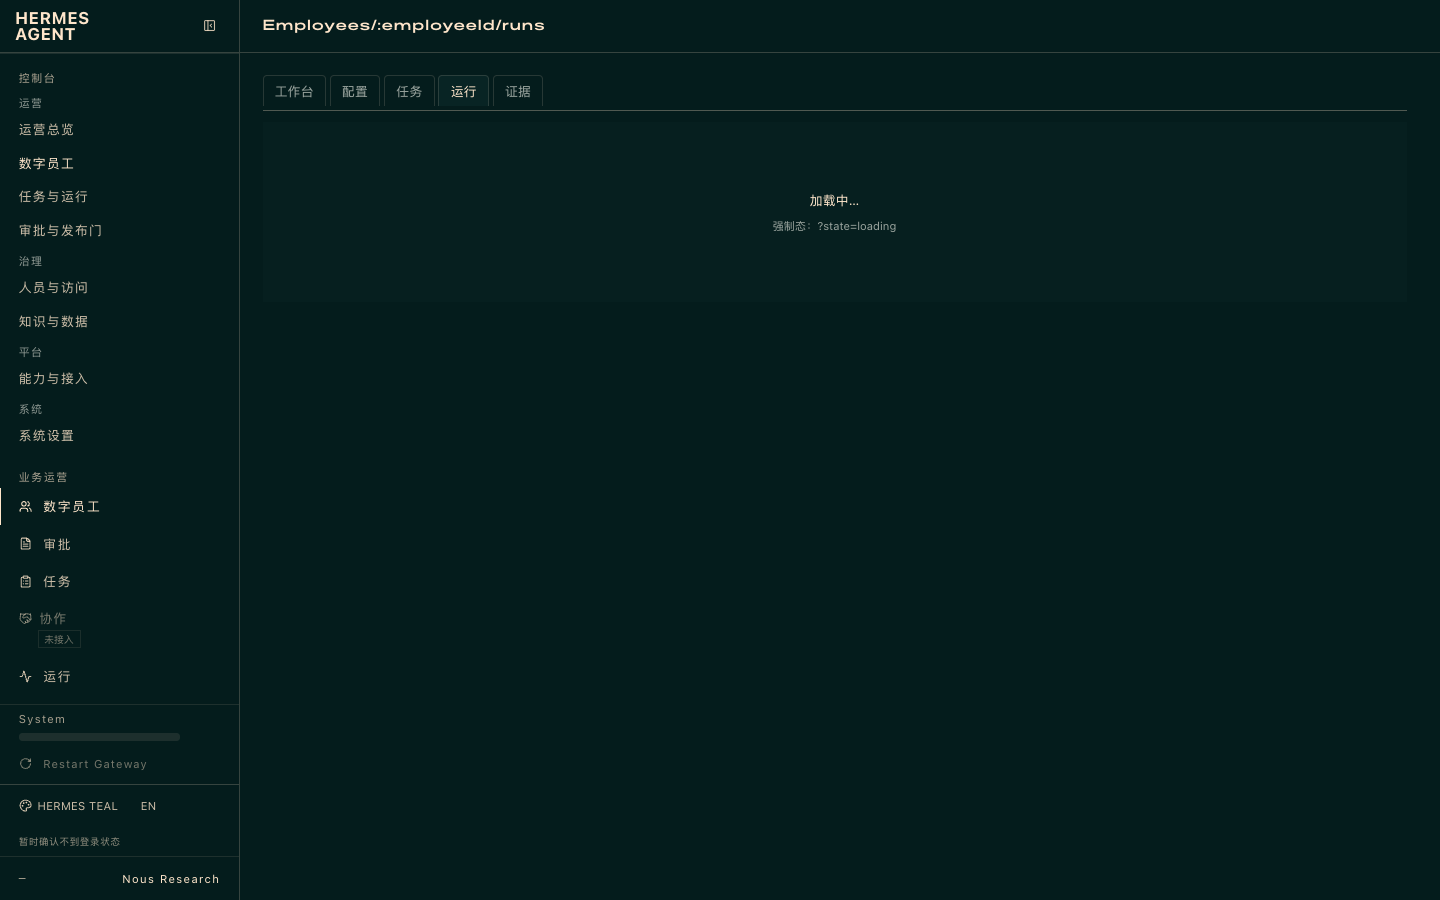 HERMES
AGENT
控制台
运营
运营总览
数字员工
任务与运行
审批与发布门
治理
人员与访问
知识与数据
平台
能力与接入
系统
系统设置
业务运营
数字员工
审批
任务
协作
未接入
运行
System
Restart Gateway
HERMES TEAL EN
暂时确认不到登录状态
– Nous Research
Employees/:employeeId/runs
工作台 配置 任务 运行 证据
加载中…
强制态：?state=loading